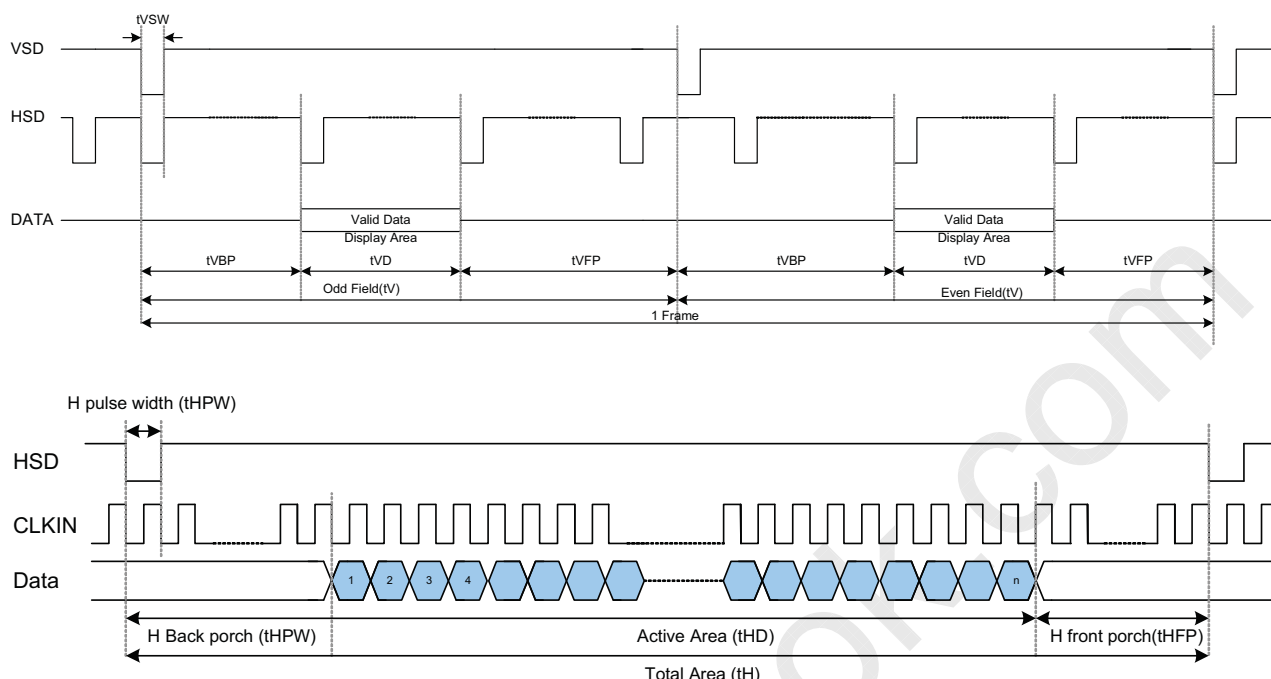 tVSW
VSD
HSD
DATA
Valid Data
Display Area
Valid Data
Display Area
tVBP tVD tVFP tVBP tVD tVFP
Odd Field(tV) Even Field(tV)
1 Frame
H pulse width (tHPW)
HSD
CLKIN
Data
1 2 3 4 n
H Back porch (tHPW) Active Area (tHD) H front porch(tHFP)
Total Area (tH)
ok.com